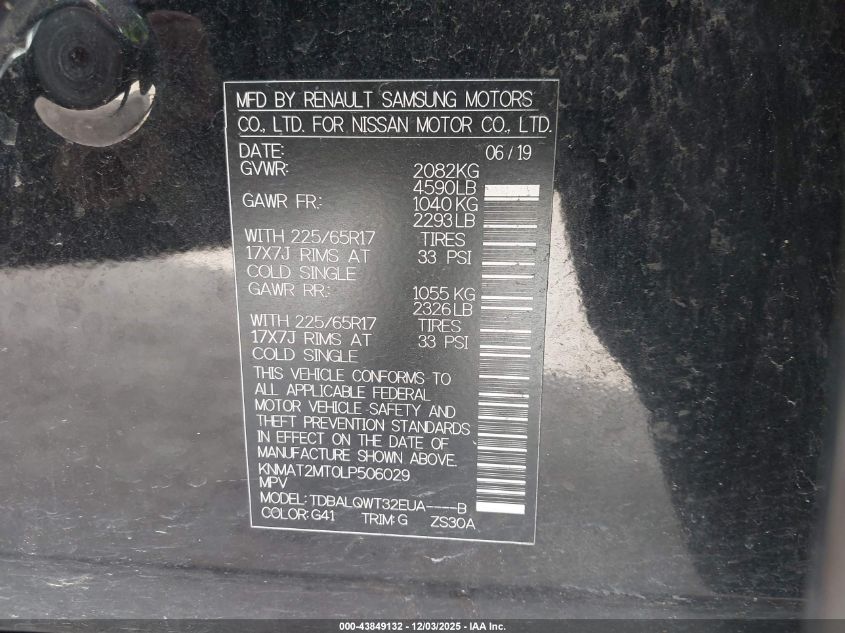 MFD BY RENAULT SAMSUNG MOTORS
CO., LTD. FOR NISSAN MOTOR CO., LTD.
DATE: 06/19
GVWR: 2082KG
4590LB
GAWR FR: 1040KG
2293LB
WITH 225/65R17 TIRES
17X7J RIMS AT 33 PSI
COLD SINGLE
GAWR RR: 1055KG
2326LB
WITH 225/65R17 TIRES
17X7J RIMS AT 33 PSI
COLD SINGLE
THIS VEHICLE CONFORMS TO
ALL APPLICABLE FEDERAL
MOTOR VEHICLE SAFETY AND
THEFT PREVENTION STANDARDS
IN EFFECT ON THE DATE OF
MANUFACTURE SHOWN ABOVE.
KNMAT2MT0LP506029
MPV
MODEL: TDBALQWT32EUA----B
COLOR: G41 TRIM: G ZS30A
000-43849132 - 12/03/2025 - IAA Inc.